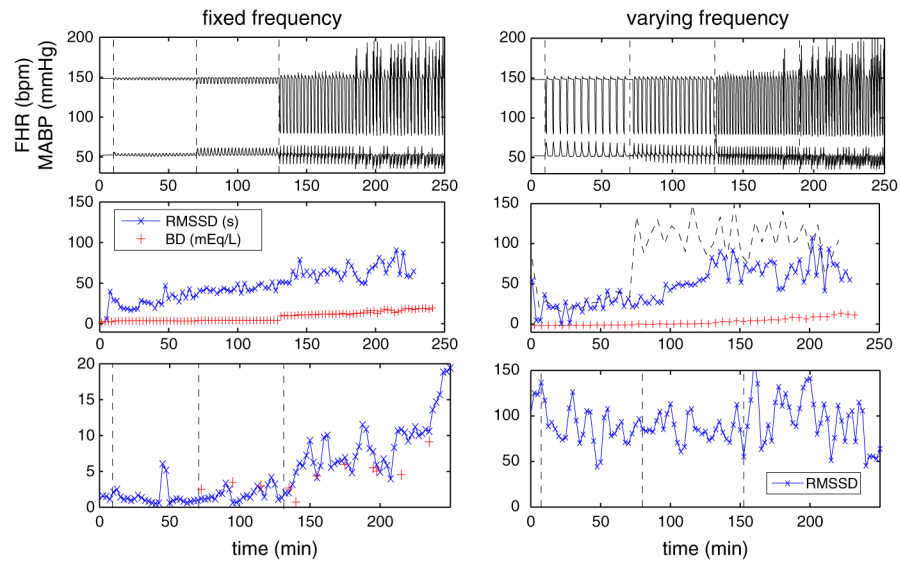 fixed frequency
varying frequency
FHR (bpm)
MABP (mmHg)
200
150
100
50
0 50 100 150 200 250
200
150
100
50
0 50 100 150 200 250
150
100
50
0
RMSSD (s)
BD (mEq/L)
0 50 100 150 200 250
150
100
50
0
0 50 100 150 200 250
20
15
10
5
0
0 50 100 150 200
time (min)
150
100
50
0
RMSSD
0 50 100 150 200 250
time (min)